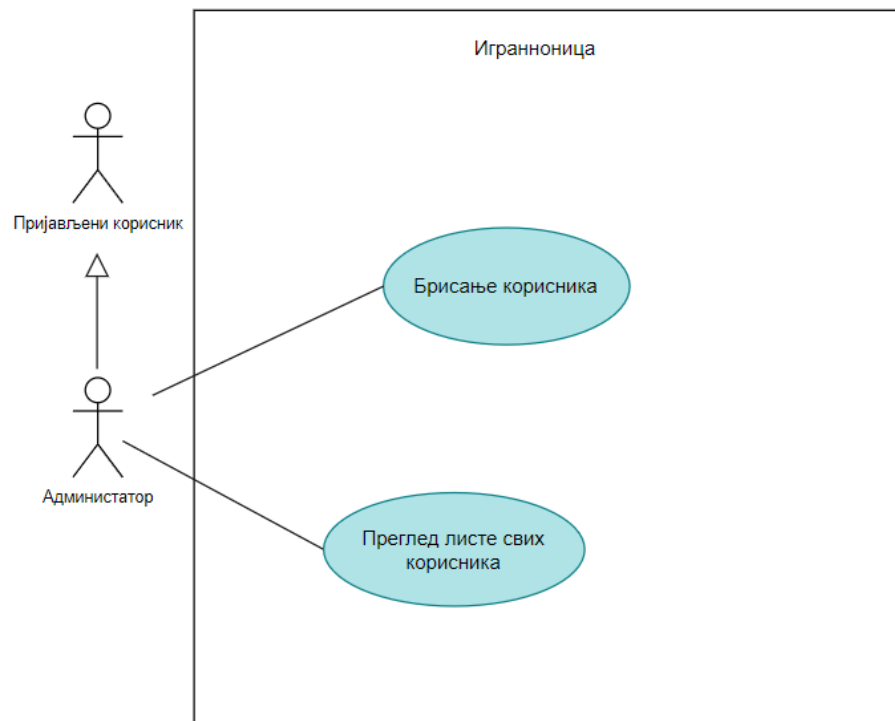 Игранноница
Пријављени корисник
Брисање корисника
Администатор
Преглед листе свих
корисника